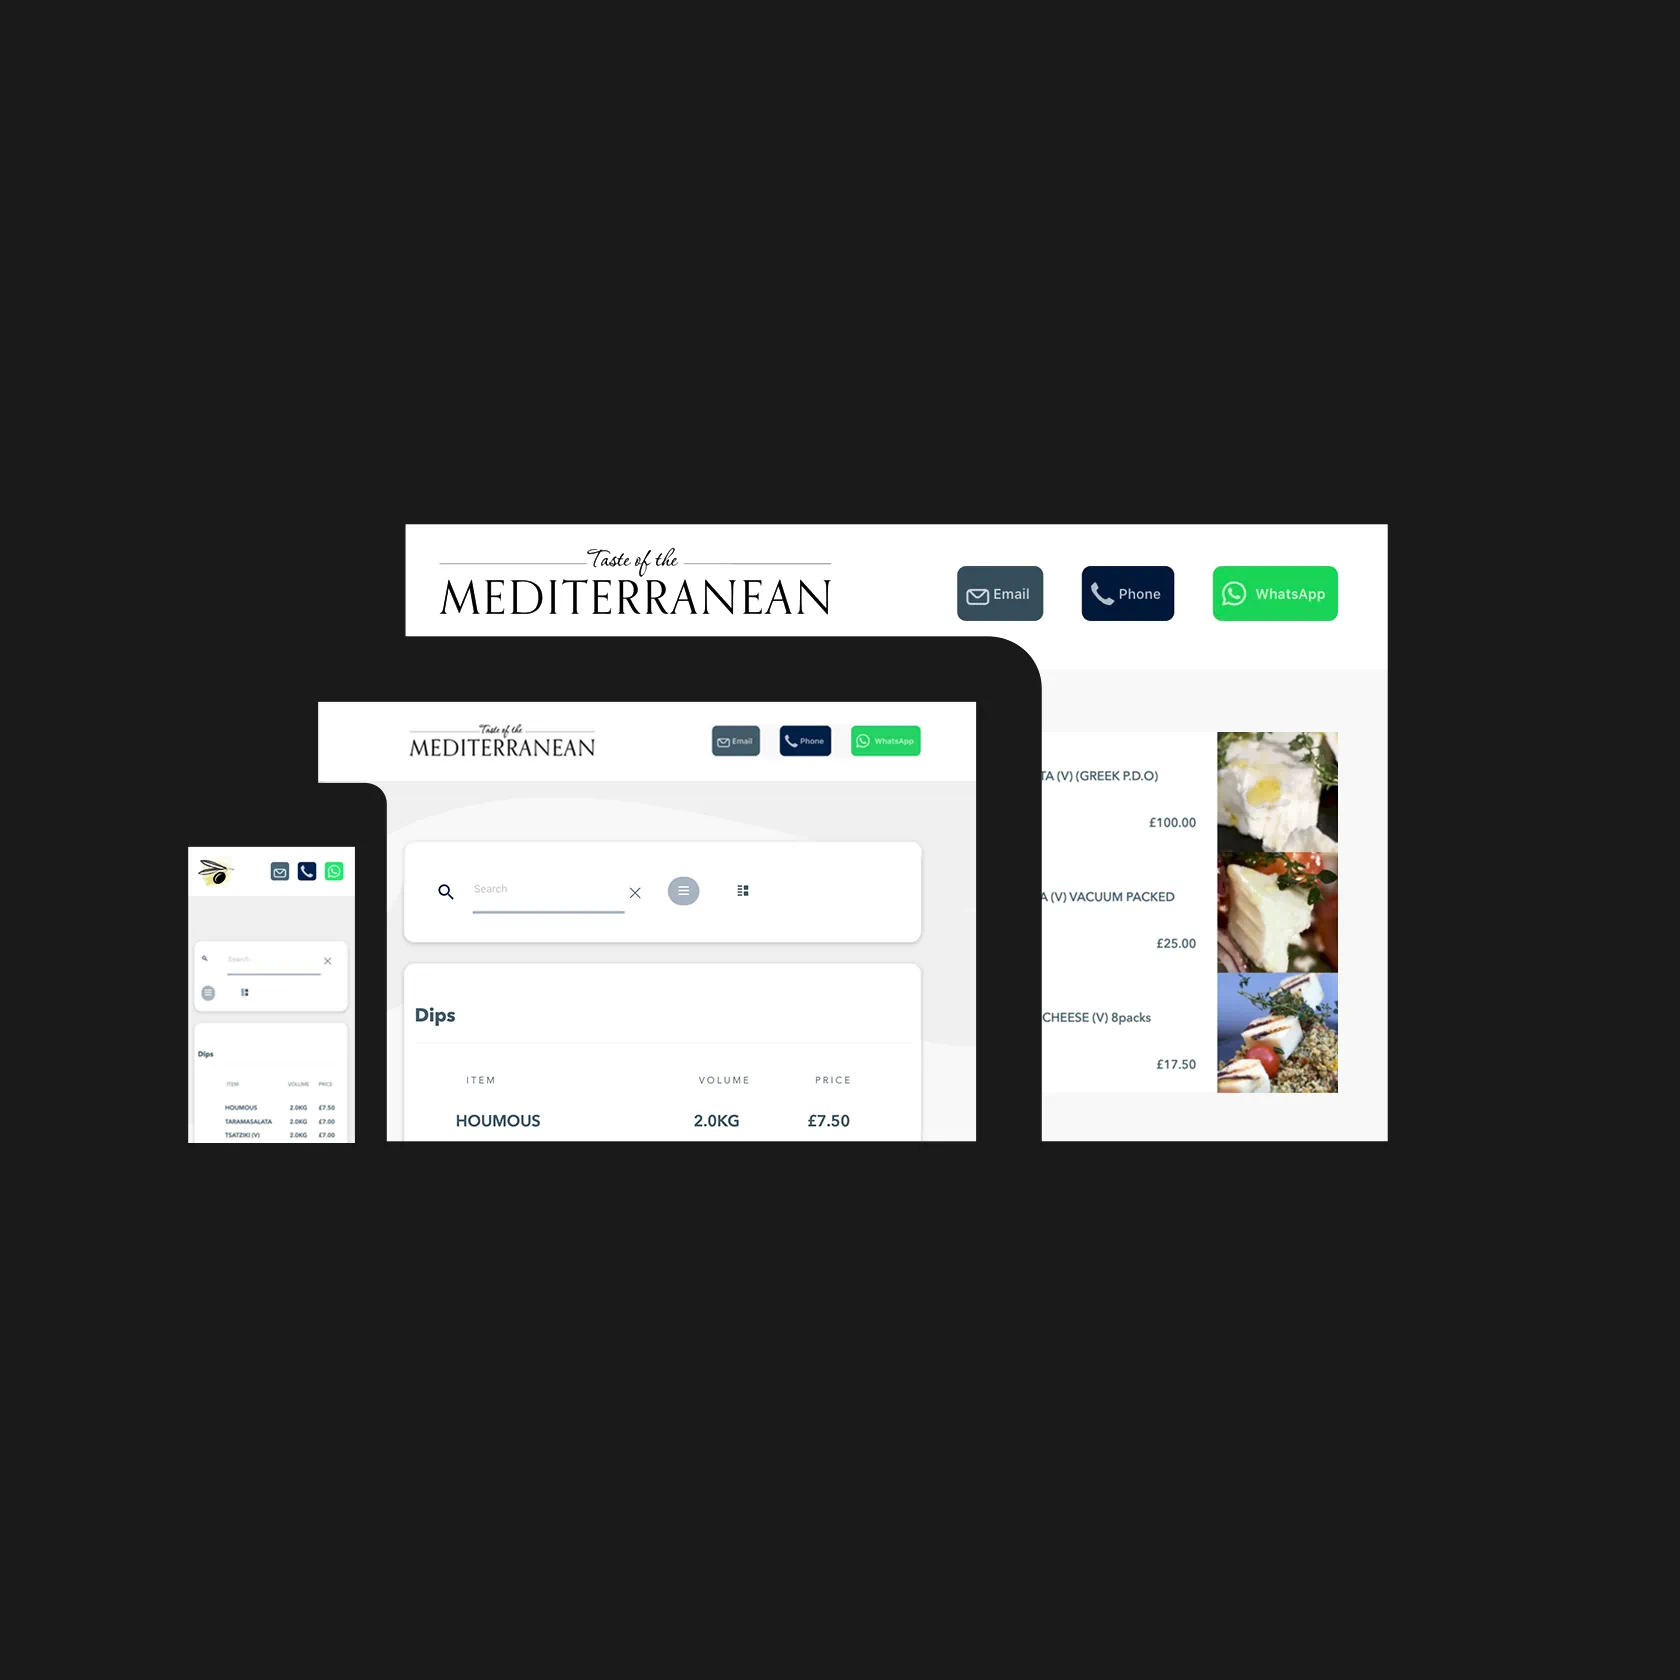 Taste of the
MEDITERRANEAN
Email
Phone
WhatsApp
TA (V) (GREEK P.D.O)
£100.00
A (V) VACUUM PACKED
£25.00
CHEESE (V) 8packs
£17.50
Taste of the
MEDITERRANEAN
Email
Phone
WhatsApp
Search
Dips
ITEM VOLUME PRICE
HOUMOUS 2.0KG £7.50
Search
Dips
ITEM VOLUME PRICE
HOUMOUS 2.0KG £7.50
TARAMASALATA 2.0KG £7.00
TSATZIKI (V) 2.0KG £7.00